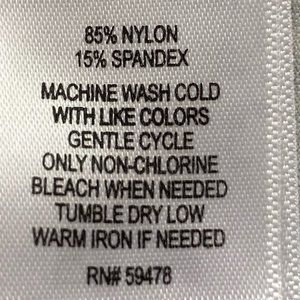 85% NYLON
15% SPANDEX
MACHINE WASH COLD
WITH LIKE COLORS
GENTLE CYCLE
ONLY NON-CHLORINE
BLEACH WHEN NEEDED
TUMBLE DRY LOW
WARM IRON IF NEEDED
RN# 59478